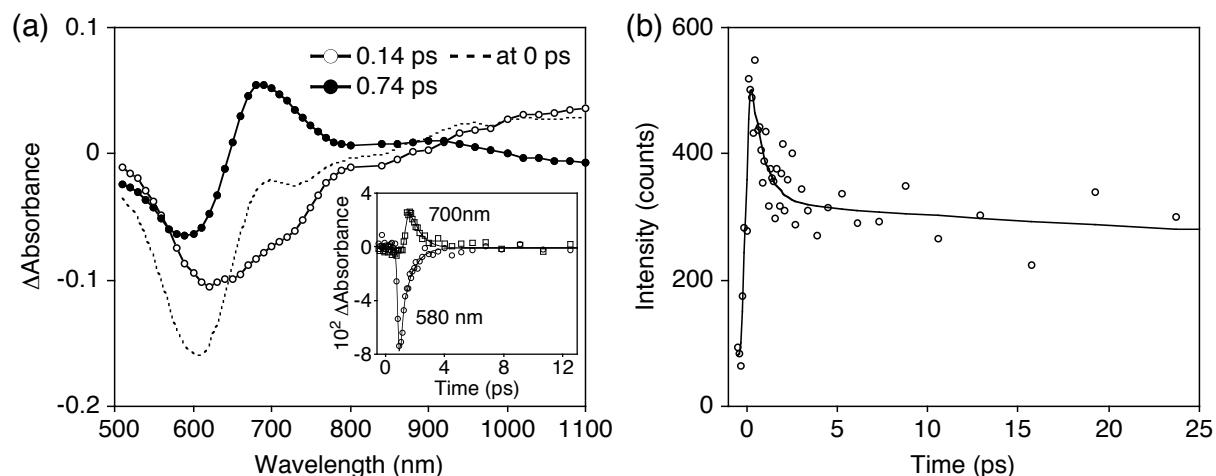 (a)
0.1
0
-0.1
-0.2
ΔAbsorbance
0.14 ps
at 0 ps
0.74 ps
500 600 700 800 900 1000 1100
Wavelength (nm)
4
0
-4
-8
10² ΔAbsorbance
700nm
580 nm
0 4 8 12
Time (ps)
(b)
600
400
200
0
Intensity (counts)
0 5 10 15 20 25
Time (ps)